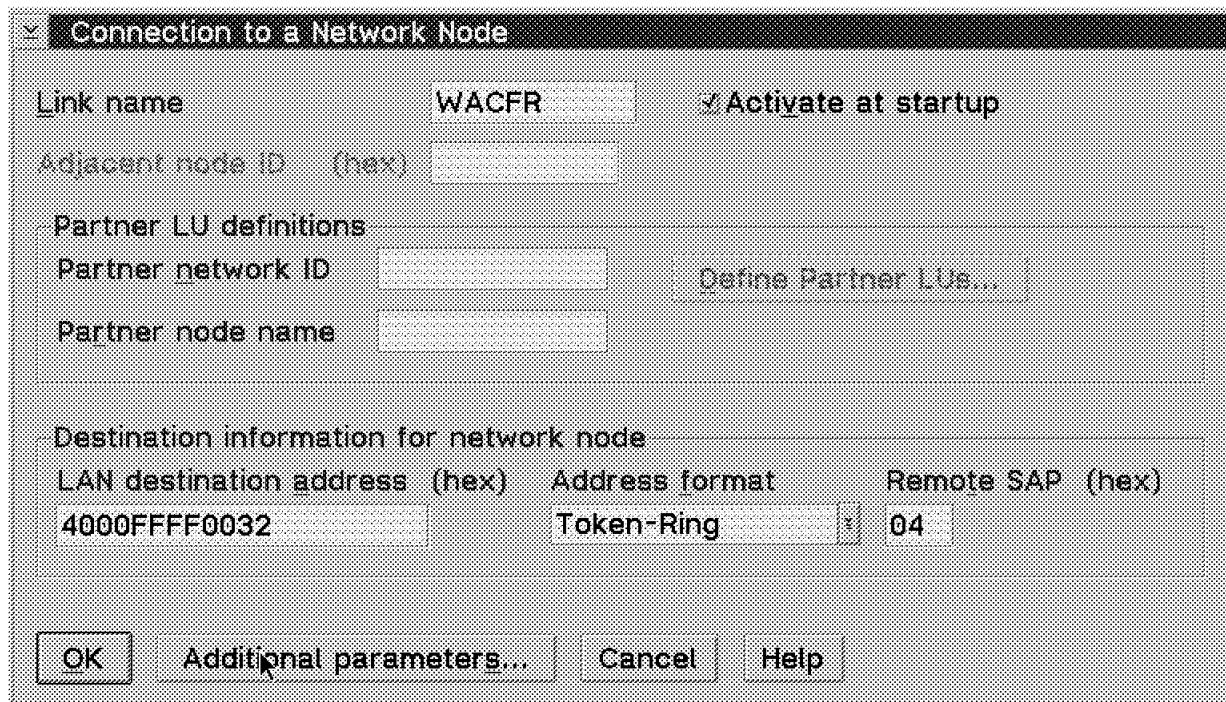 Connection to a Network Node
Link name WACFR Activate at startup
Adjacent node ID (hex)
Partner LU definitions
Partner network ID Define Partner LUs...
Partner node name
Destination information for network node
LAN destination address (hex) Address format Remote SAP (hex)
4000FFFF0032 Token-Ring 04
OK Additional parameters... Cancel Help